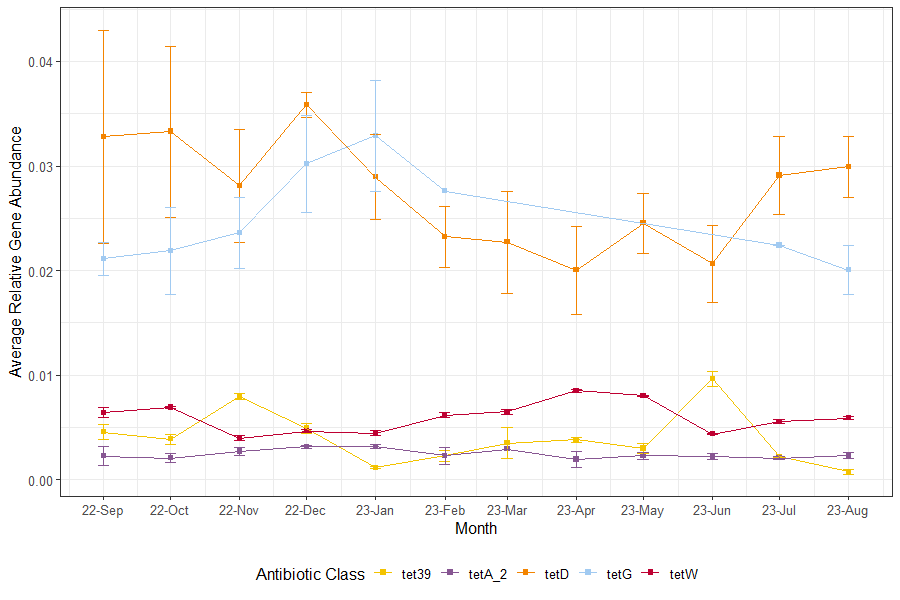 Average Relative Gene Abundance
0.04
0.03
0.02
0.01
0.00
22-Sep 22-Oct 22-Nov 22-Dec 23-Jan 23-Feb 23-Mar 23-Apr 23-May 23-Jun 23-Jul 23-Aug
Month
Antibiotic Class tet39 tetA_2 tetD tetG tetW